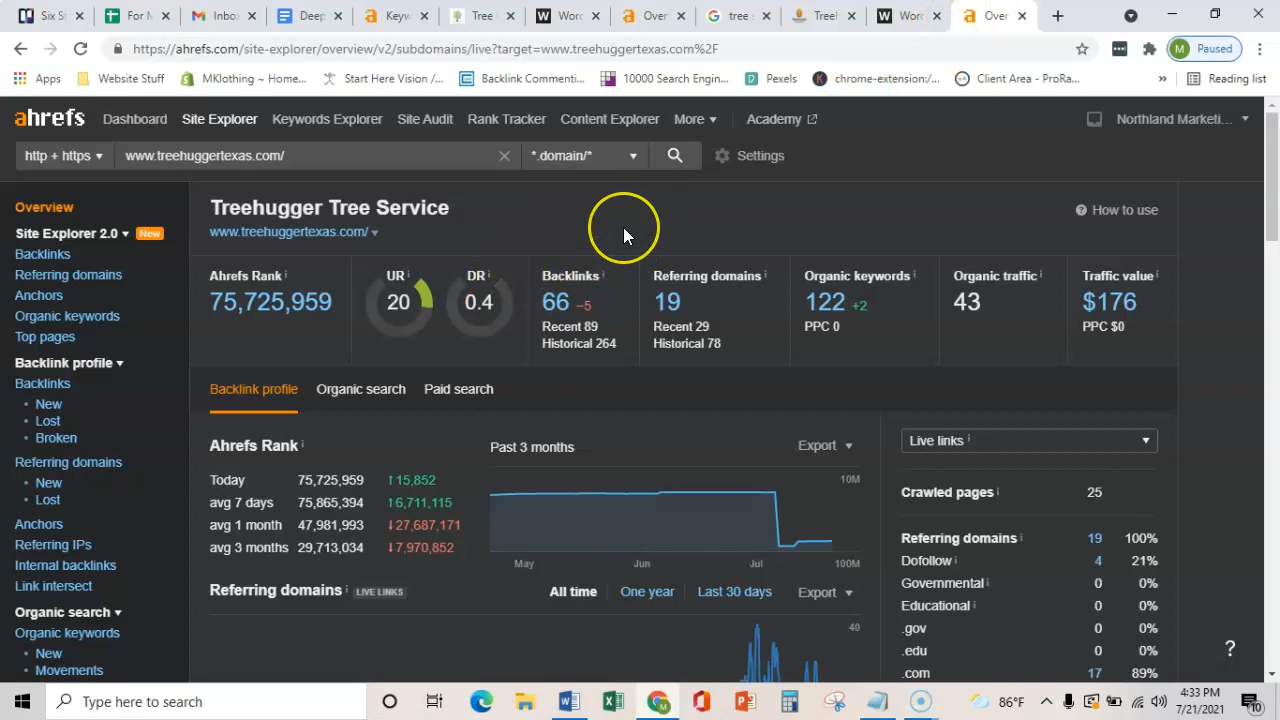 Six St
For M
Inbox
Deep
Keyw
Tree
Word
Over
tree s
Treel
Word
Over
https://ahrefs.com/site-explorer/overview/v2/subdomains/live?target=www.treehuggertexas.com%2F
M Paused
Apps
Website Stuff
MKlothing ~ Home...
Start Here Vision /...
Backlink Commenti...
10000 Search Engin...
Pexels
chrome-extension:/...
Client Area - ProRa...
»
Reading list
ahrefs
Dashboard
Site Explorer
Keywords Explorer
Site Audit
Rank Tracker
Content Explorer
More
Academy
Northland Marketi...
http + https
www.treehuggertexas.com/
*.domain/*
Settings
Overview
Site Explorer 2.0 New
Backlinks
Referring domains
Anchors
Organic keywords
Top pages
Backlink profile
Backlinks
• New
• Lost
• Broken
Referring domains
• New
• Lost
Anchors
Referring IPs
Internal backlinks
Link intersect
Organic search
Organic keywords
• New
• Movements
Treehugger Tree Service
www.treehuggertexas.com/
? How to use
Ahrefs Rank i
75,725,959
UR i
20
DR i
0.4
Backlinks i
66 –5
Recent 89
Historical 264
Referring domains i
19
Recent 29
Historical 78
Organic keywords i
122 +2
PPC 0
Organic traffic i
43
Traffic value i
$176
PPC $0
Backlink profile
Organic search
Paid search
Ahrefs Rank i
Past 3 months
Export
Today 75,725,959 ↑15,852
avg 7 days 75,865,394 ↑6,711,115
avg 1 month 47,981,993 ↓27,687,171
avg 3 months 29,713,034 ↓7,970,852
10M
May Jun Jul 100M
Referring domains i LIVE LINKS
All time One year Last 30 days Export
40
Live links i
Crawled pages i 25
Referring domains i 19 100%
Dofollow i 4 21%
Governmental i 0 0%
Educational i 0 0%
.gov 0 0%
.edu 0 0%
.com 17 89%
?
Type here to search
86°F
4:33 PM
7/21/2021
10